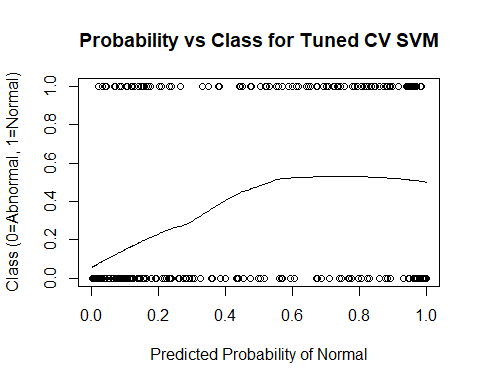 Probability vs Class for Tuned CV SVM
Class (0=Abnormal, 1=Normal)
1.0
0.8
0.6
0.4
0.2
0.0
0.0 0.2 0.4 0.6 0.8 1.0
Predicted Probability of Normal